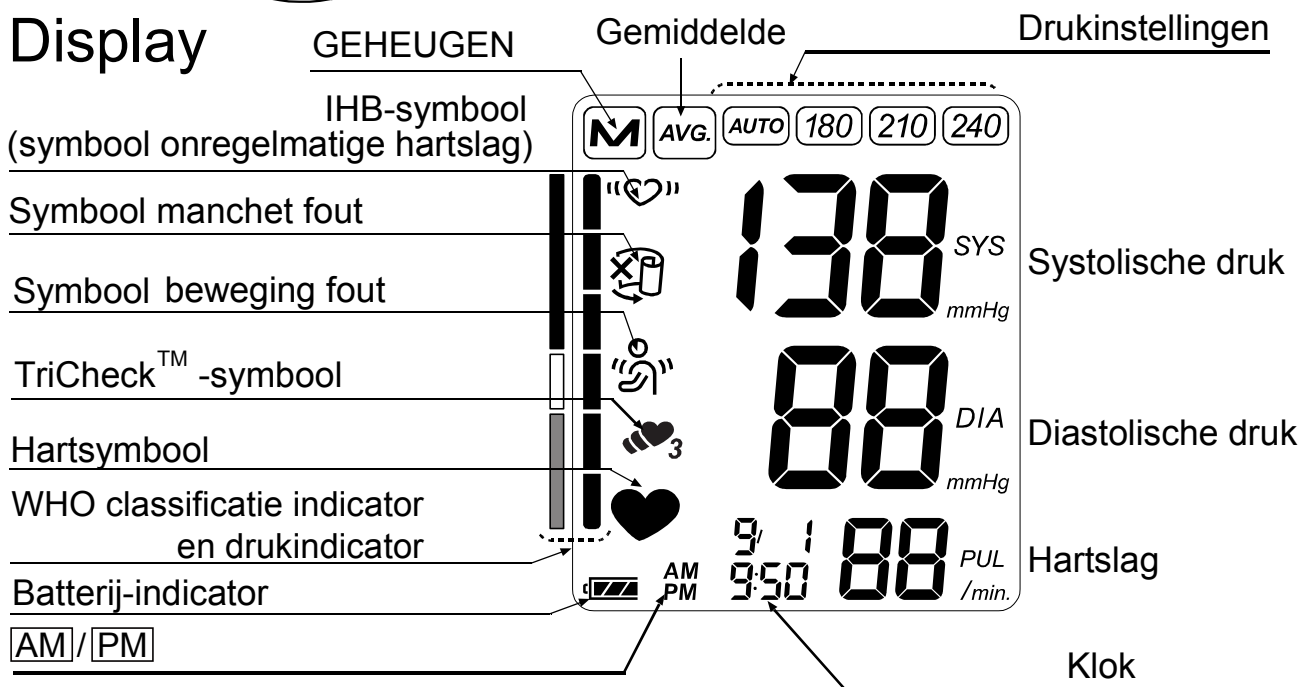 Display
GEHEUGEN
Gemiddelde
Drukinstellingen
IHB-symbool
(symbool onregelmatige hartslag)
M
AVG.
AUTO 180 210 240
Symbool manchet fout
138 SYS
mmHg
Systolische druk
Symbool beweging fout
TriCheck™ -symbool
3
88 DIA
mmHg
Diastolische druk
Hartsymbool
WHO classificatie indicator
en drukindicator
9/ 1
88 PUL
/min.
Hartslag
Batterij-indicator
AM
PM
9:50
AM / PM
Klok